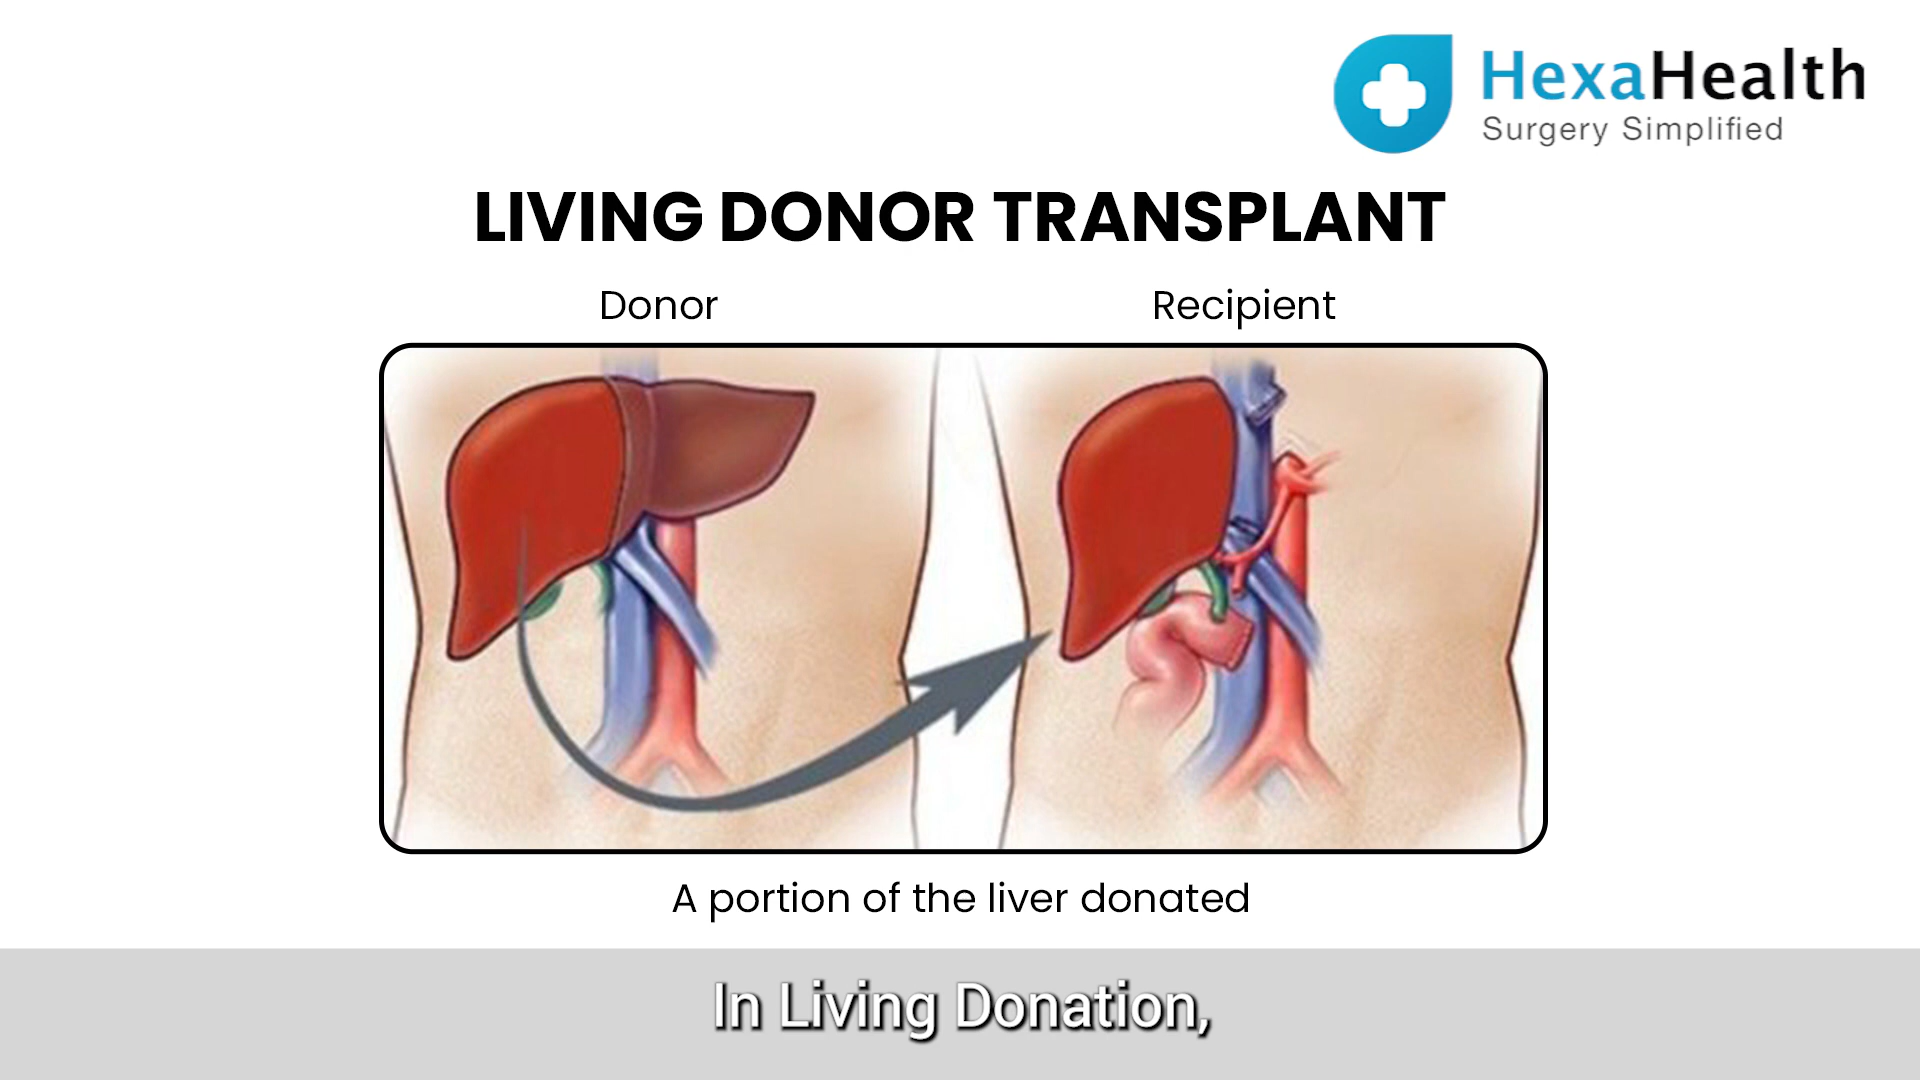 HexaHealth
Surgery Simplified
LIVING DONOR TRANSPLANT
Donor
Recipient
A portion of the liver donated
In Living Donation,